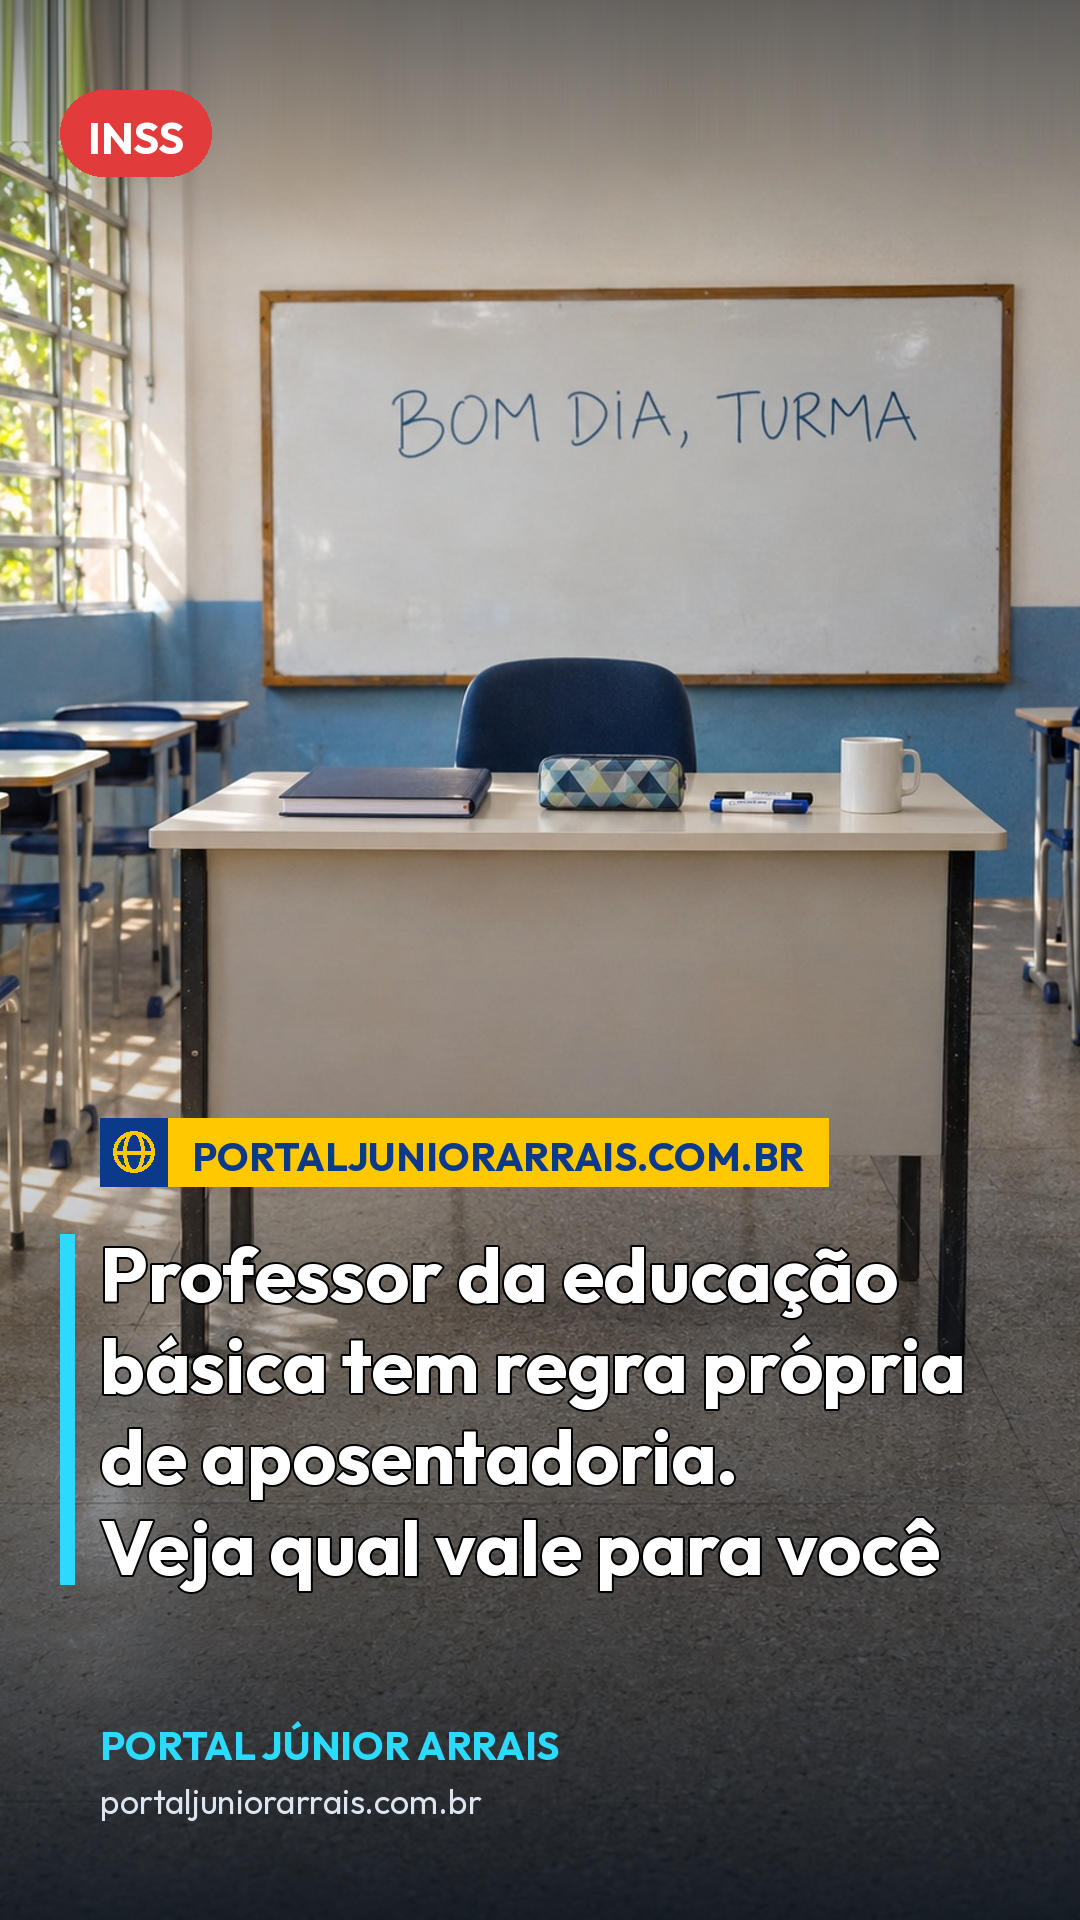 INSS
BOM DIA, TURMA
PORTALJUNIORARRAIS.COM.BR
Professor da educação
básica tem regra própria
de aposentadoria.
Veja qual vale para você
PORTAL JÚNIOR ARRAIS
portaljuniorarrais.com.br